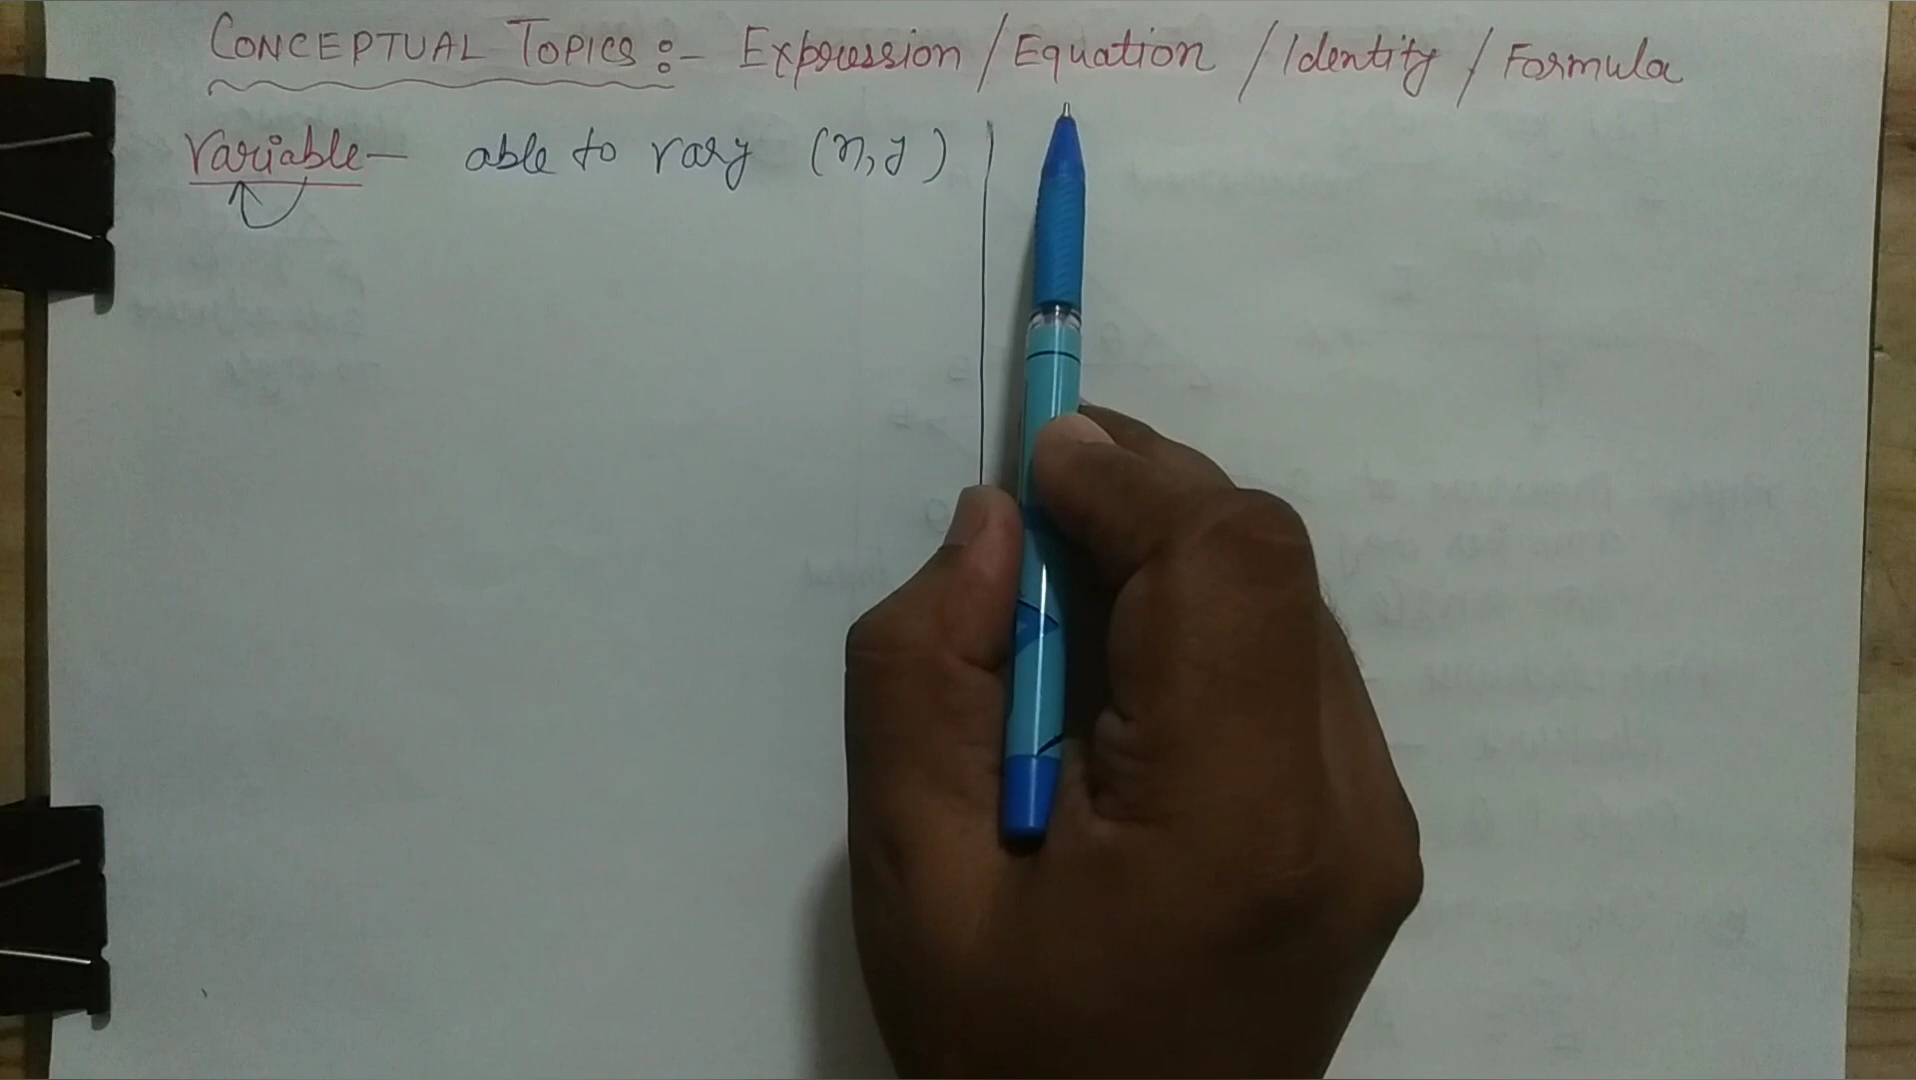 CONCEPTUAL TOPICS :- Expression / Equation / Identity / Formula
Variable — able to vary (x, y)